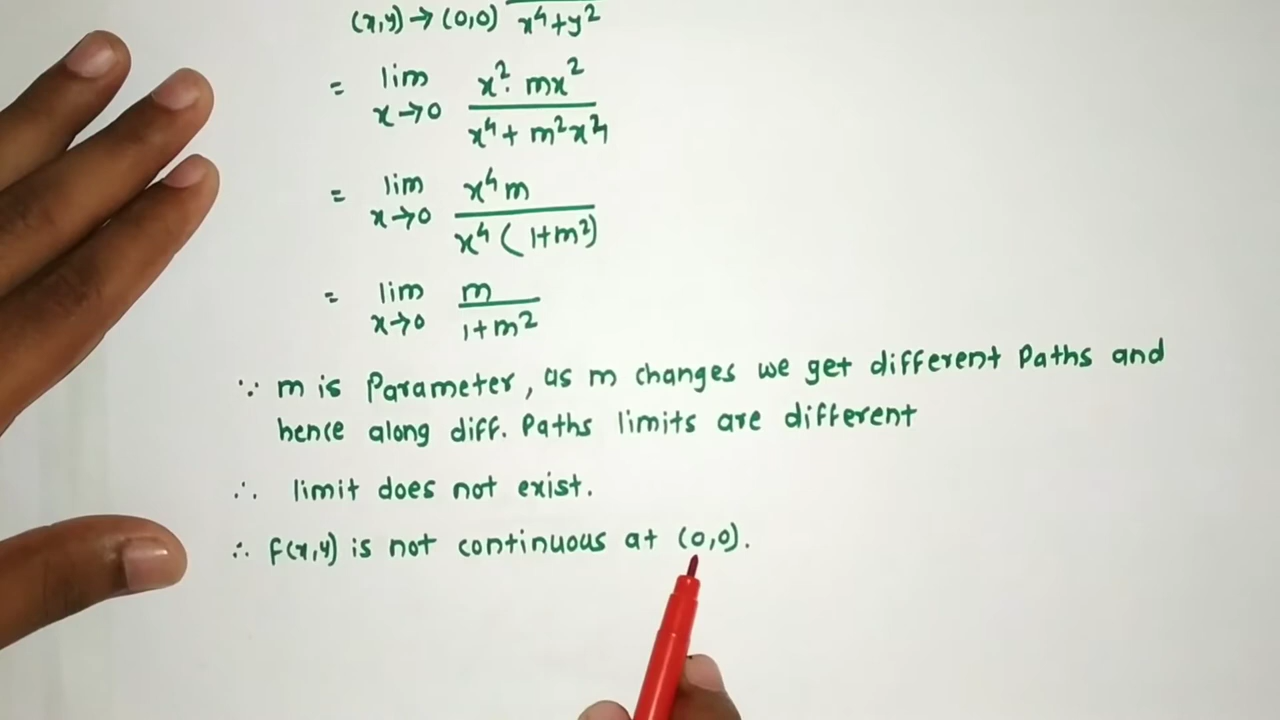 (x,y)→(0,0) x⁴+y²
= lim x→0 x²·mx² / x⁴+m²x⁴
= lim x→0 x⁴m / x⁴(1+m²)
= lim x→0 m / 1+m²
∵ m is Parameter, as m changes we get different Paths and
hence along diff. Paths limits are different
∴ limit does not exist.
∴ f(x,y) is not continuous at (0,0).